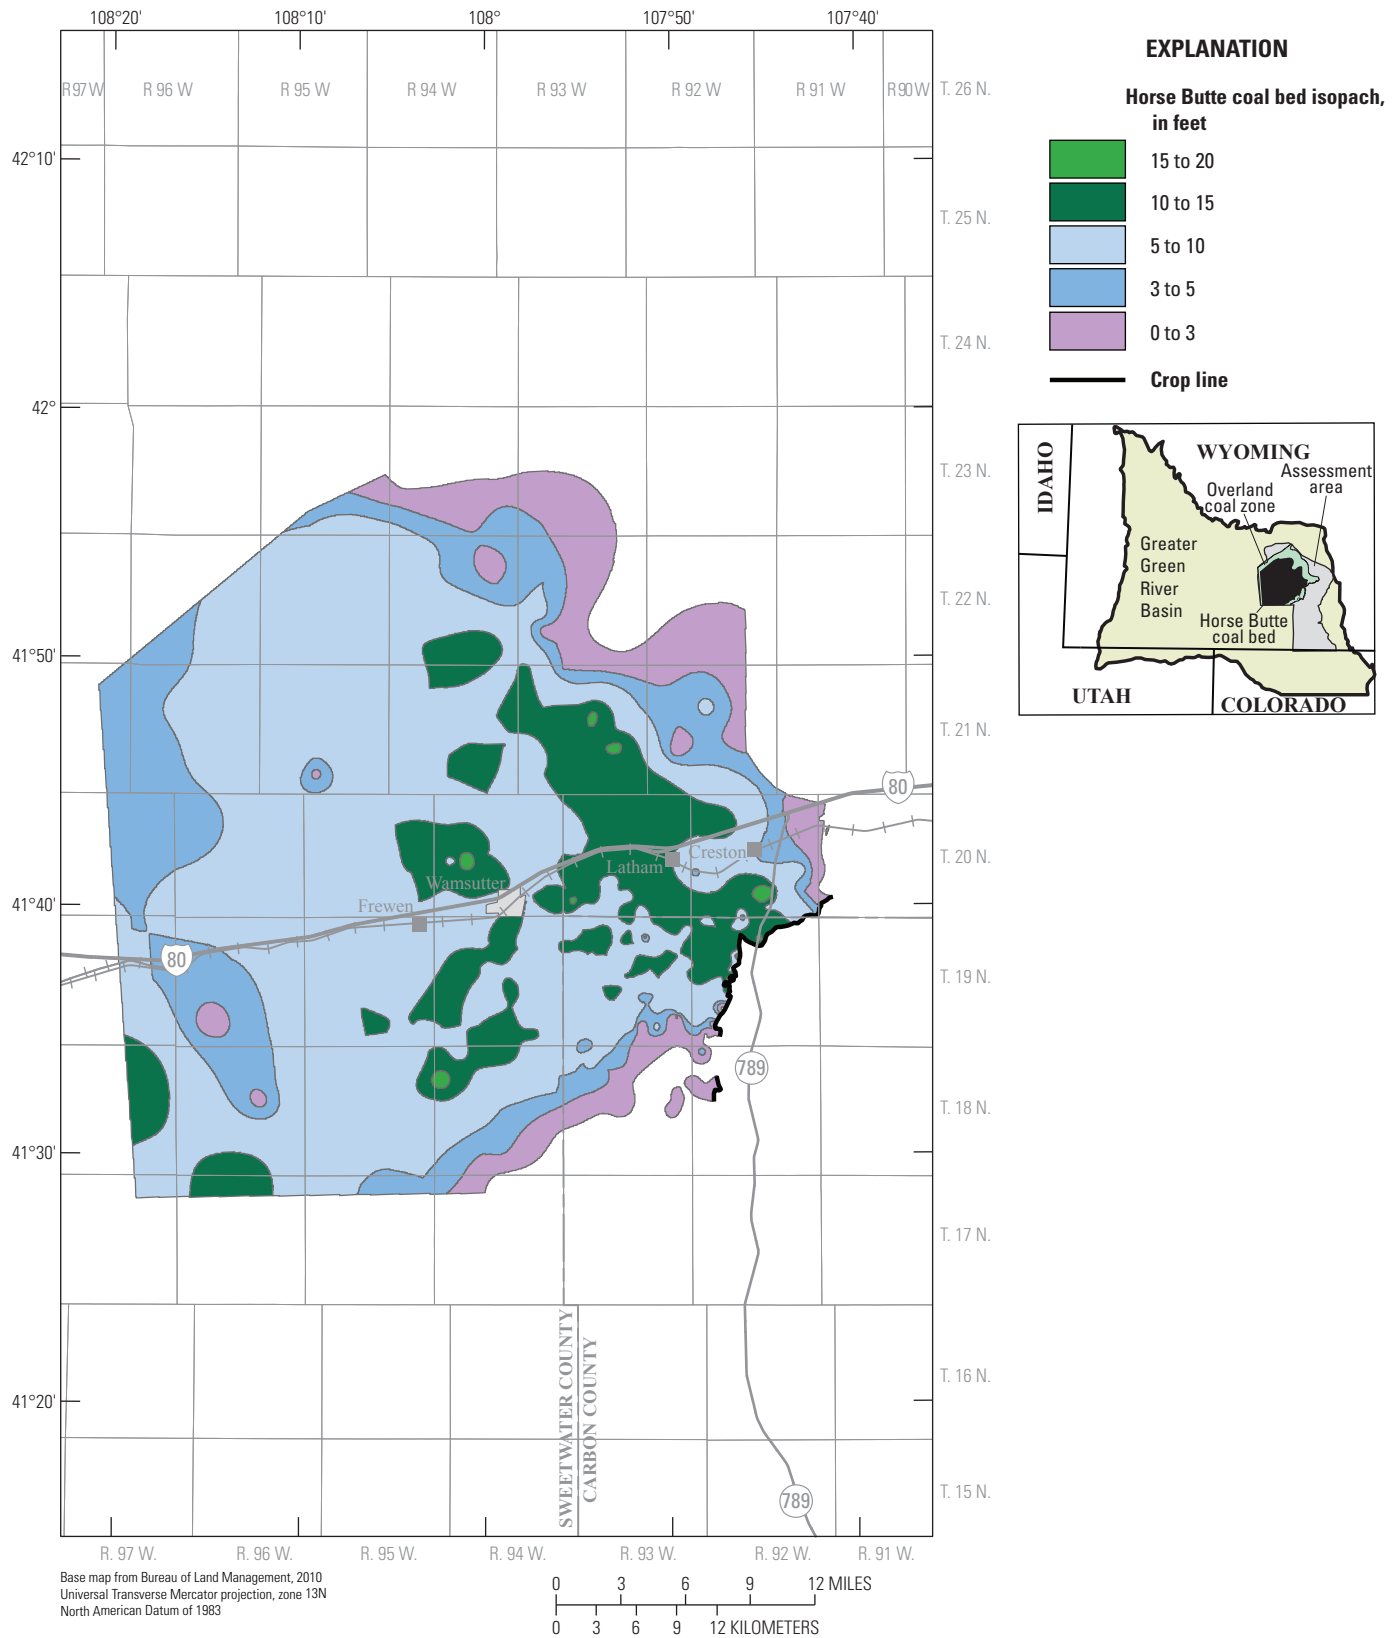 108°20' 108°10' 108° 107°50' 107°40'
R 97 W R 96 W R 95 W R 94 W R 93 W R 92 W R 91 W R 90 W T. 26 N.
42°10'
T. 25 N.
T. 24 N.
42°
T. 23 N.
T. 22 N.
41°50'
T. 21 N.
80
T. 20 N.
Creston
Latham
Wamsutter
Frewen
41°40'
80
T. 19 N.
789
T. 18 N.
41°30'
T. 17 N.
SWEETWATER COUNTY
CARBON COUNTY
T. 16 N.
41°20'
T. 15 N.
789
R. 97 W. R. 96 W. R. 95 W. R. 94 W. R. 93 W. R. 92 W. R. 91 W.
Base map from Bureau of Land Management, 2010
Universal Transverse Mercator projection, zone 13N
North American Datum of 1983
0 3 6 9 12 MILES
0 3 6 9 12 KILOMETERS
EXPLANATION
Horse Butte coal bed isopach,
in feet
15 to 20
10 to 15
5 to 10
3 to 5
0 to 3
Crop line
IDAHO
WYOMING
Assessment
area
Overland
coal zone
Greater
Green
River
Basin
Horse Butte
coal bed
UTAH
COLORADO